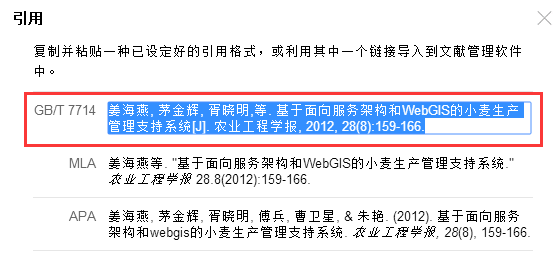 引用
复制并粘贴一种已设定好的引用格式，或利用其中一个链接导入到文献管理软件
中。
GB/T 7714 姜海燕, 茅金辉, 胥晓明,等. 基于面向服务架构和WebGIS的小麦生产
管理支持系统[J]. 农业工程学报, 2012, 28(8):159-166.
MLA 姜海燕等. "基于面向服务架构和WebGIS的小麦生产管理支持系统."
农业工程学报 28.8(2012):159-166.
APA 姜海燕, 茅金辉, 胥晓明, 傅兵, 曹卫星, & 朱艳. (2012). 基于面向服务
架构和webgis的小麦生产管理支持系统. 农业工程学报, 28(8), 159-166.